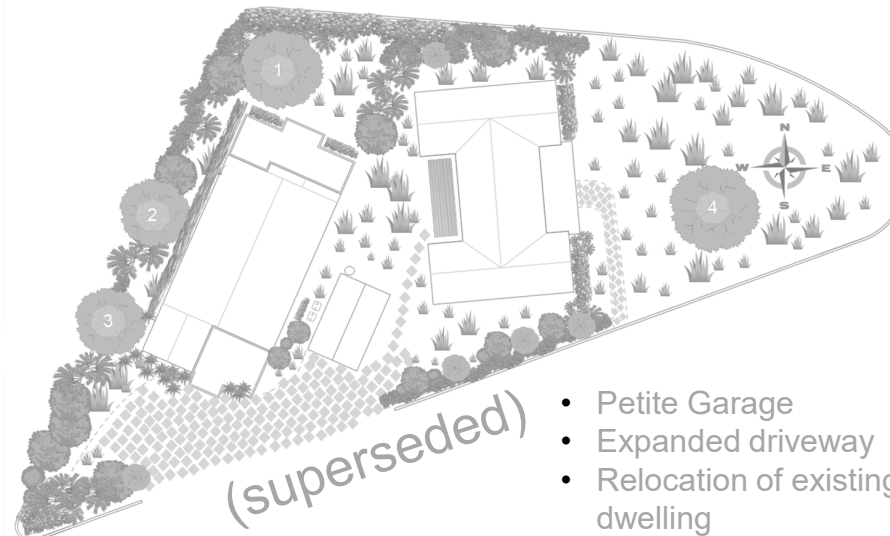 1
N
W E
S
2
4
3
(superseded)
• Petite Garage
• Expanded driveway
• Relocation of existing
dwelling